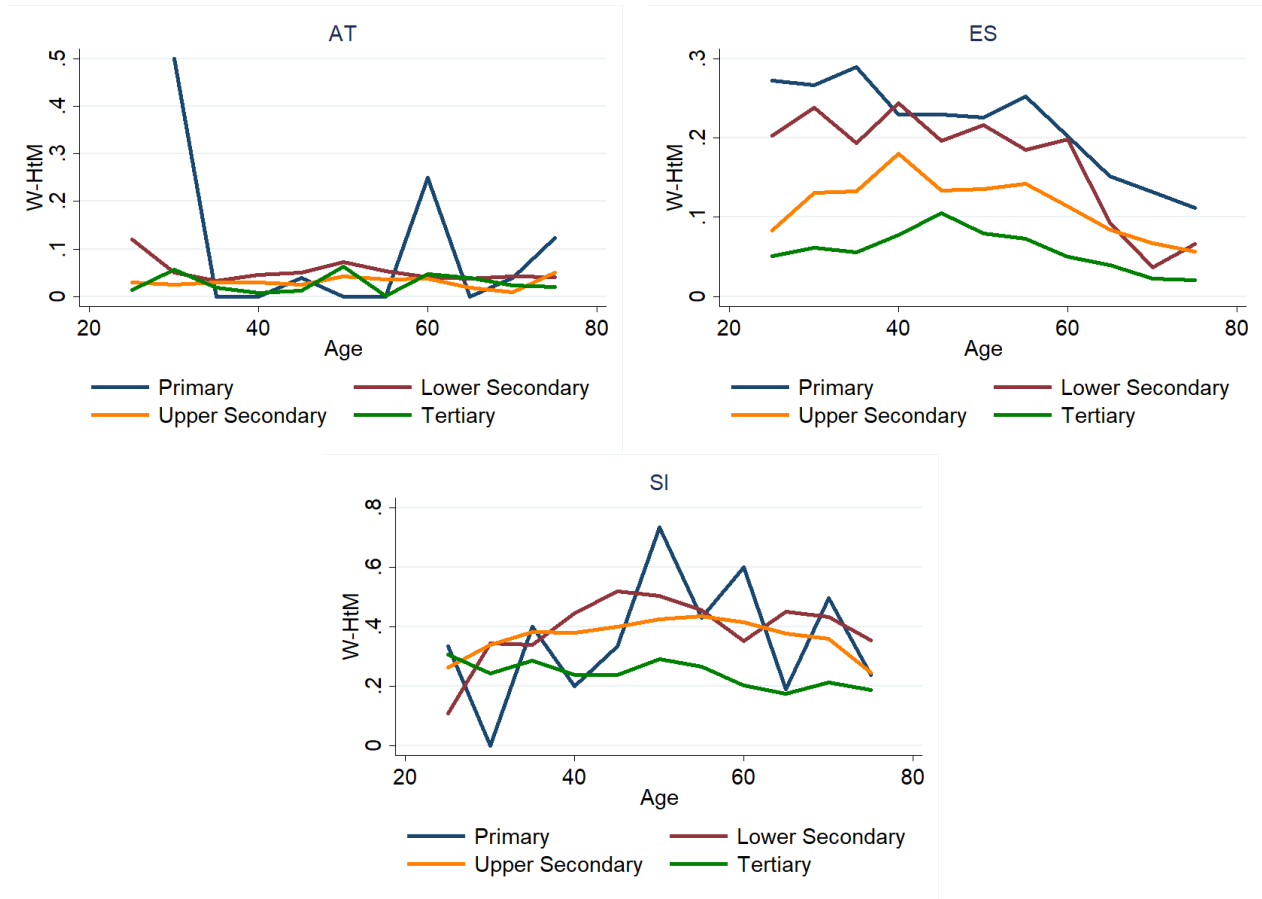 AT
W-HtM
.5
.4
.3
.2
.1
0
20 40 60 80
Age
Primary Lower Secondary
Upper Secondary Tertiary
ES
W-HtM
.3
.2
.1
0
20 40 60 80
Age
Primary Lower Secondary
Upper Secondary Tertiary
SI
W-HtM
.8
.6
.4
.2
0
20 40 60 80
Age
Primary Lower Secondary
Upper Secondary Tertiary